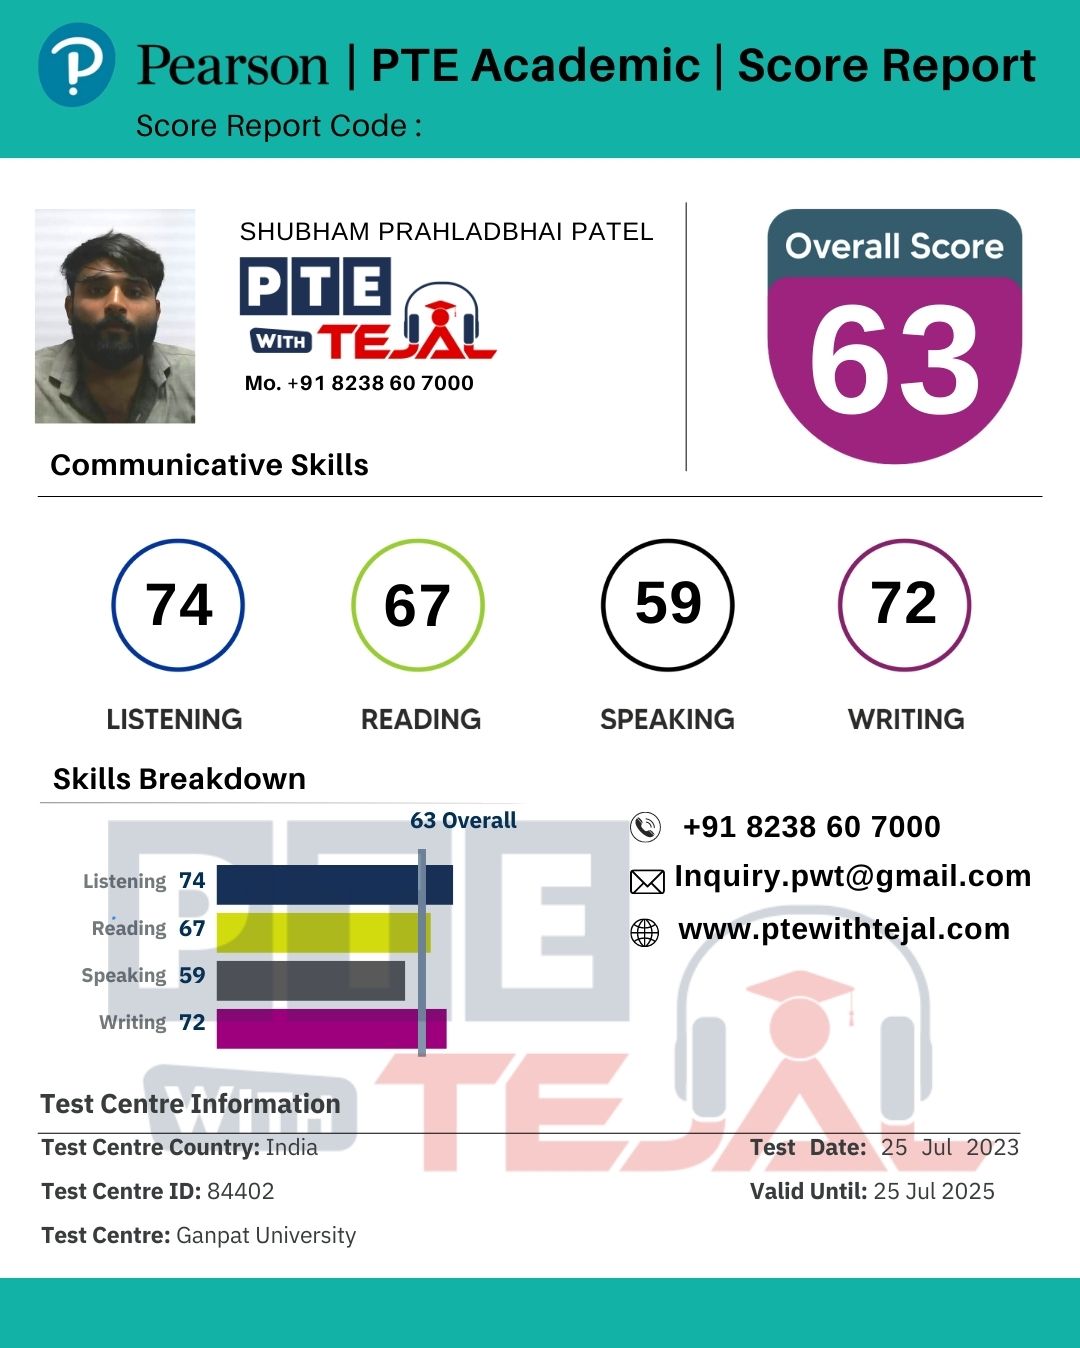 Pearson | PTE Academic | Score Report
Score Report Code :
SHUBHAM PRAHLADBHAI PATEL
PTE
WITH TEJAL
Mo. +91 8238 60 7000
Overall Score
63
Communicative Skills
74 67 59 72
LISTENING READING SPEAKING WRITING
Skills Breakdown
63 Overall
Listening 74
Reading 67
Speaking 59
Writing 72
+91 8238 60 7000
Inquiry.pwt@gmail.com
www.ptewithtejal.com
PTE
WITH TEJAL
Test Centre Information
Test Centre Country: India
Test Date: 25 Jul 2023
Test Centre ID: 84402
Valid Until: 25 Jul 2025
Test Centre: Ganpat University